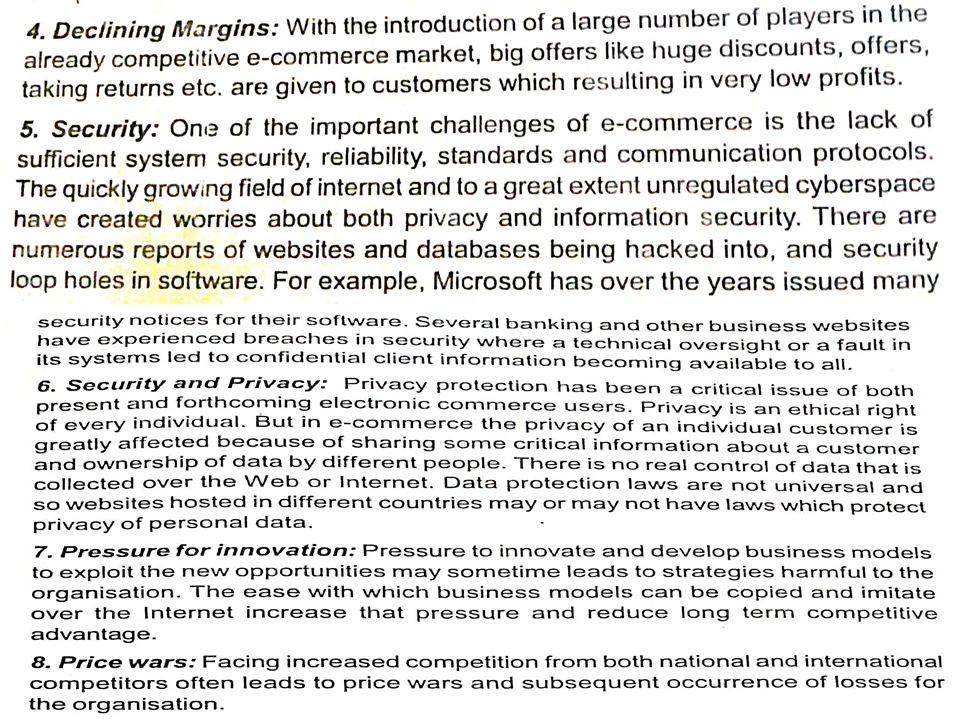 4. Declining Margins: With the introduction of a large number of players in the
already competitive e-commerce market, big offers like huge discounts, offers,
taking returns etc. are given to customers which resulting in very low profits.
5. Security: One of the important challenges of e-commerce is the lack of
sufficient system security, reliability, standards and communication protocols.
The quickly growing field of internet and to a great extent unregulated cyberspace
have created worries about both privacy and information security. There are
numerous reports of websites and databases being hacked into, and security
loop holes in software. For example, Microsoft has over the years issued many
security notices for their software. Several banking and other business websites
have experienced breaches in security where a technical oversight or a fault in
its systems led to confidential client information becoming available to all.
6. Security and Privacy: Privacy protection has been a critical issue of both
present and forthcoming electronic commerce users. Privacy is an ethical right
of every individual. But in e-commerce the privacy of an individual customer is
greatly affected because of sharing some critical information about a customer
and ownership of data by different people. There is no real control of data that is
collected over the Web or Internet. Data protection laws are not universal and
so websites hosted in different countries may or may not have laws which protect
privacy of personal data.
7. Pressure for innovation: Pressure to innovate and develop business models
to exploit the new opportunities may sometime leads to strategies harmful to the
organisation. The ease with which business models can be copied and imitate
over the Internet increase that pressure and reduce long term competitive
advantage.
8. Price wars: Facing increased competition from both national and international
competitors often leads to price wars and subsequent occurrence of losses for
the organisation.